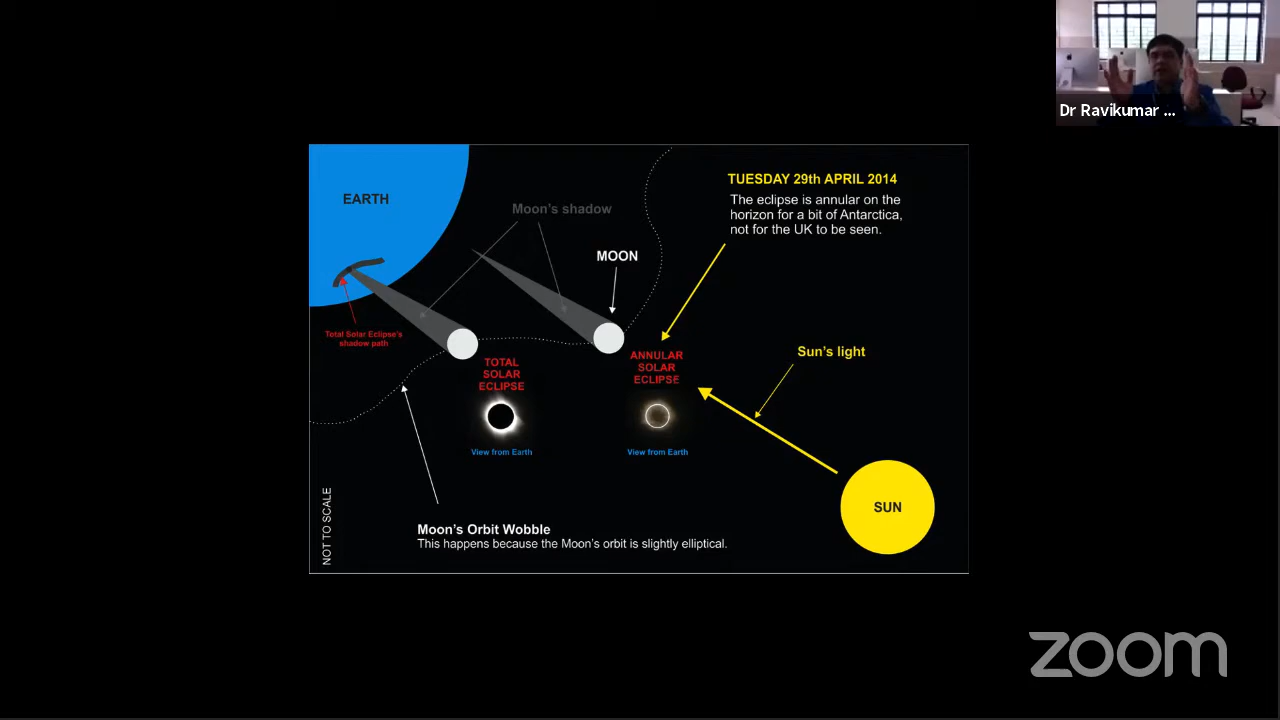 Dr Ravikumar ...
EARTH
Moon's shadow
MOON
TUESDAY 29th APRIL 2014
The eclipse is annular on the
horizon for a bit of Antarctica,
not for the UK to be seen.
Total Solar Eclipse's
shadow path
TOTAL
SOLAR
ECLIPSE
View from Earth
ANNULAR
SOLAR
ECLIPSE
View from Earth
Sun's light
SUN
NOT TO SCALE
Moon's Orbit Wobble
This happens because the Moon's orbit is slightly elliptical.
zoom